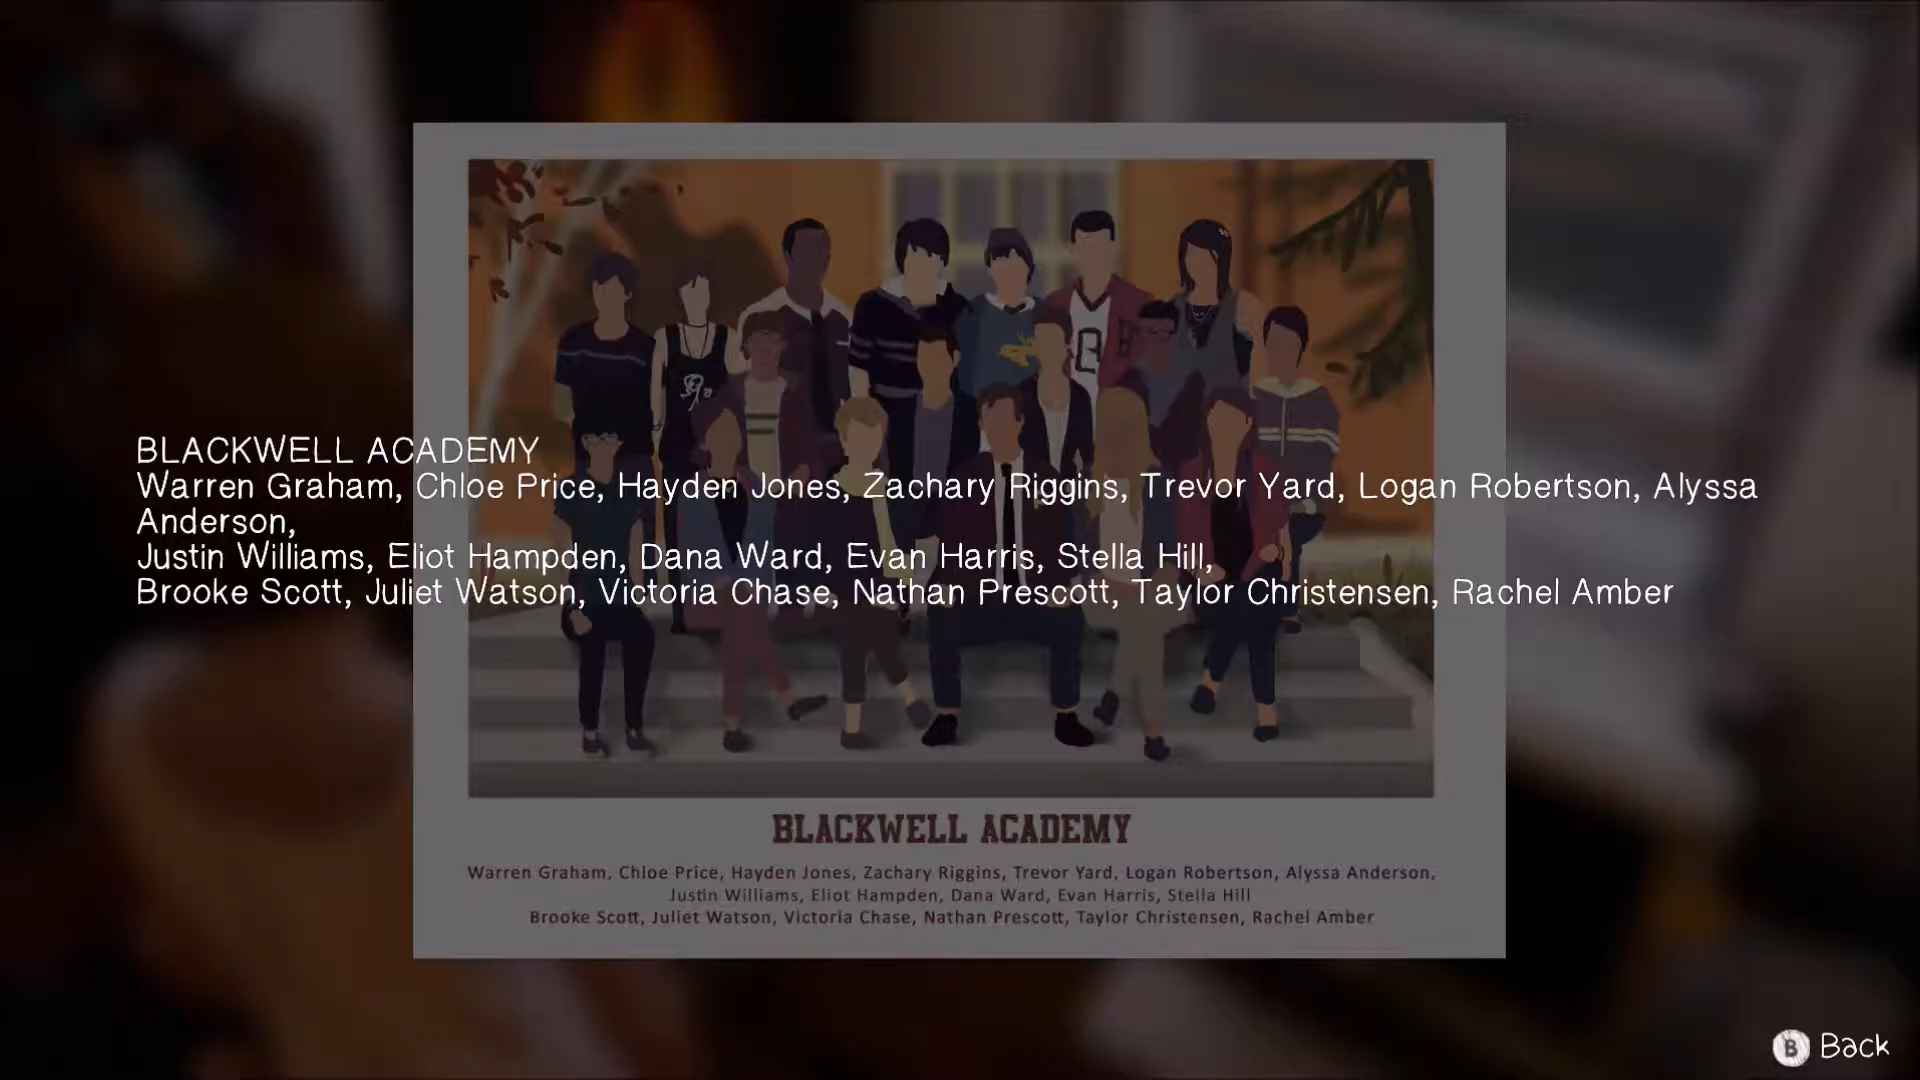 BLACKWELL ACADEMY
Warren Graham, Chloe Price, Hayden Jones, Zachary Riggins, Trevor Yard, Logan Robertson, Alyssa
Anderson,
Justin Williams, Eliot Hampden, Dana Ward, Evan Harris, Stella Hill,
Brooke Scott, Juliet Watson, Victoria Chase, Nathan Prescott, Taylor Christensen, Rachel Amber
BLACKWELL ACADEMY
Warren Graham, Chloe Price, Hayden Jones, Zachary Riggins, Trevor Yard, Logan Robertson, Alyssa Anderson,
Justin Williams, Eliot Hampden, Dana Ward, Evan Harris, Stella Hill
Brooke Scott, Juliet Watson, Victoria Chase, Nathan Prescott, Taylor Christensen, Rachel Amber
B Back